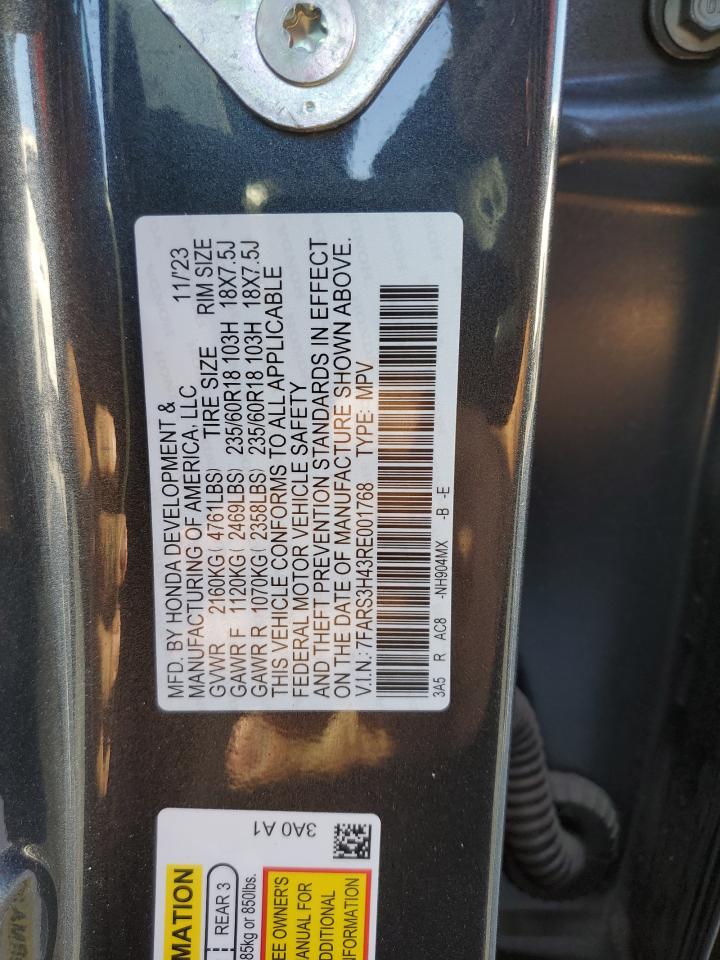 MFD. BY HONDA DEVELOPMENT &
MANUFACTURING OF AMERICA, LLC 11/'23
GVWR 2160KG( 4761LBS) TIRE SIZE RIM SIZE
GAWR F 1120KG( 2469LBS) 235/60R18 103H 18X7.5J
GAWR R 1070KG( 2358LBS) 235/60R18 103H 18X7.5J
THIS VEHICLE CONFORMS TO ALL APPLICABLE
FEDERAL MOTOR VEHICLE SAFETY
AND THEFT PREVENTION STANDARDS IN EFFECT
ON THE DATE OF MANUFACTURE SHOWN ABOVE.
V.I.N.: 7FARS3H43RE001768 TYPE: MPV
3A5 R AC8 -NH904MX -B -E
3A0 A1
MATION
REAR 3
85kg or 850lbs.
EE OWNER'S
MANUAL FOR
DDITIONAL
NFORMATION